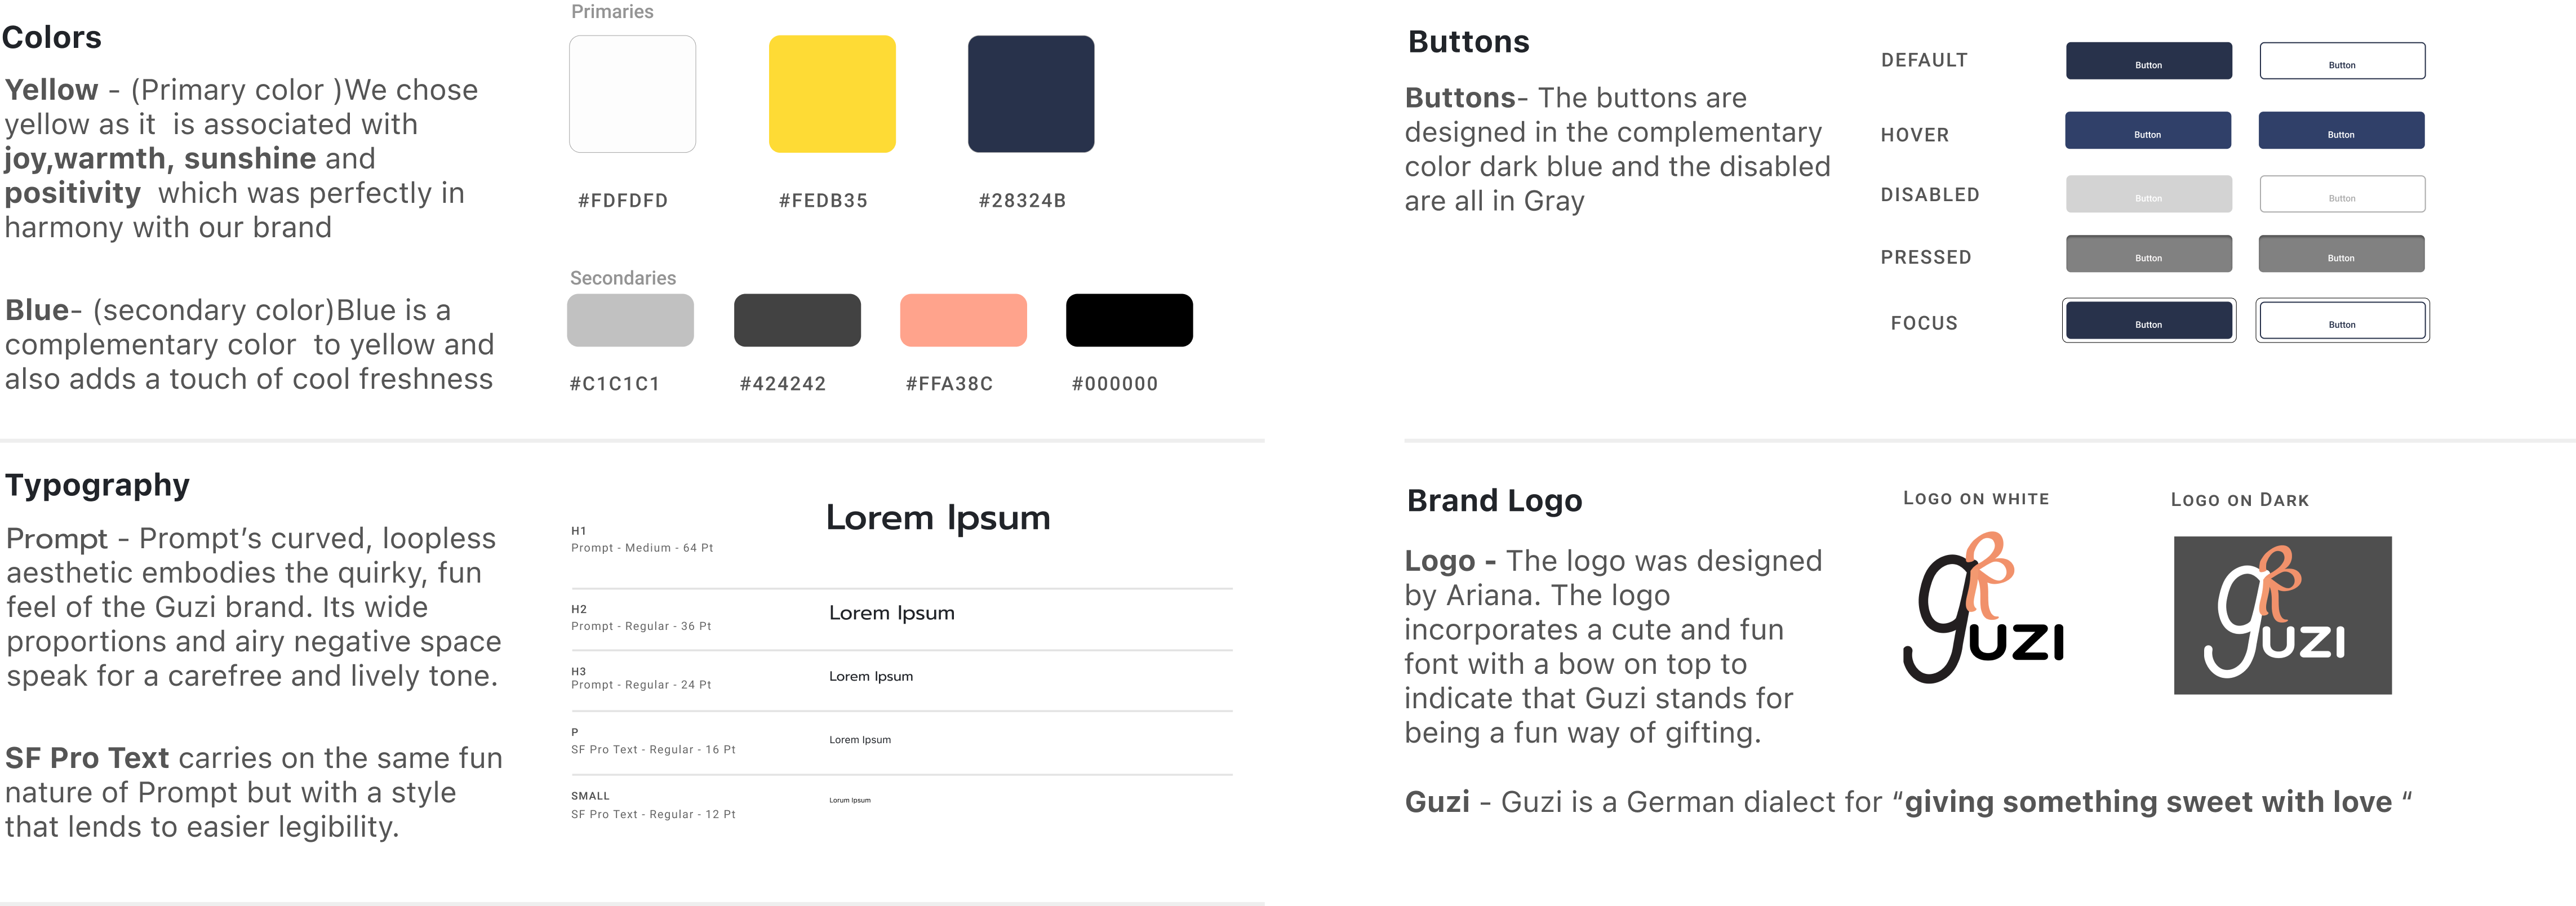 Colors
Yellow - (Primary color )We chose
yellow as it  is associated with
joy,warmth, sunshine and
positivity  which was perfectly in
harmony with our brand
Blue- (secondary color)Blue is a
complementary color  to yellow and
also adds a touch of cool freshness
Primaries
#FDFDFD
#FEDB35
#28324B
Secondaries
#C1C1C1
#424242
#FFA38C
#000000
Buttons
Buttons- The buttons are
designed in the complementary
color dark blue and the disabled
are all in Gray
DEFAULT
Button
Button
HOVER
Button
Button
DISABLED
Button
Button
PRESSED
Button
Button
FOCUS
Button
Button
Typography
Prompt - Prompt’s curved, loopless
aesthetic embodies the quirky, fun
feel of the Guzi brand. Its wide
proportions and airy negative space
speak for a carefree and lively tone.
SF Pro Text carries on the same fun
nature of Prompt but with a style
that lends to easier legibility.
H1
Prompt - Medium - 64 Pt
Lorem Ipsum
H2
Prompt - Regular - 36 Pt
Lorem Ipsum
H3
Prompt - Regular - 24 Pt
Lorem Ipsum
P
SF Pro Text - Regular - 16 Pt
Lorem Ipsum
SMALL
SF Pro Text - Regular - 12 Pt
Lorum Ipsum
Brand Logo
Logo - The logo was designed
by Ariana. The logo
incorporates a cute and fun
font with a bow on top to
indicate that Guzi stands for
being a fun way of gifting.
LOGO ON WHITE
gUZI
LOGO ON DARK
gUZI
Guzi - Guzi is a German dialect for “giving something sweet with love “